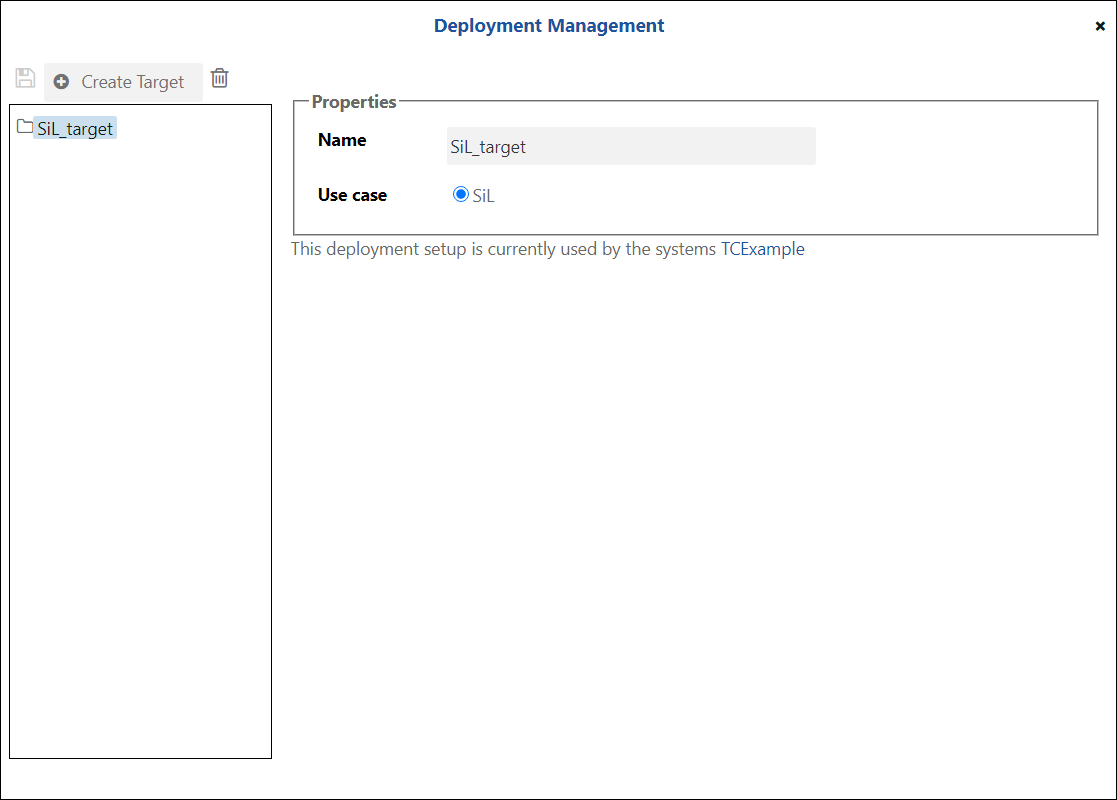 Deployment Management
Create Target
SiL_target
Properties
Name
SiL_target
Use case
SiL
This deployment setup is currently used by the systems TCExample